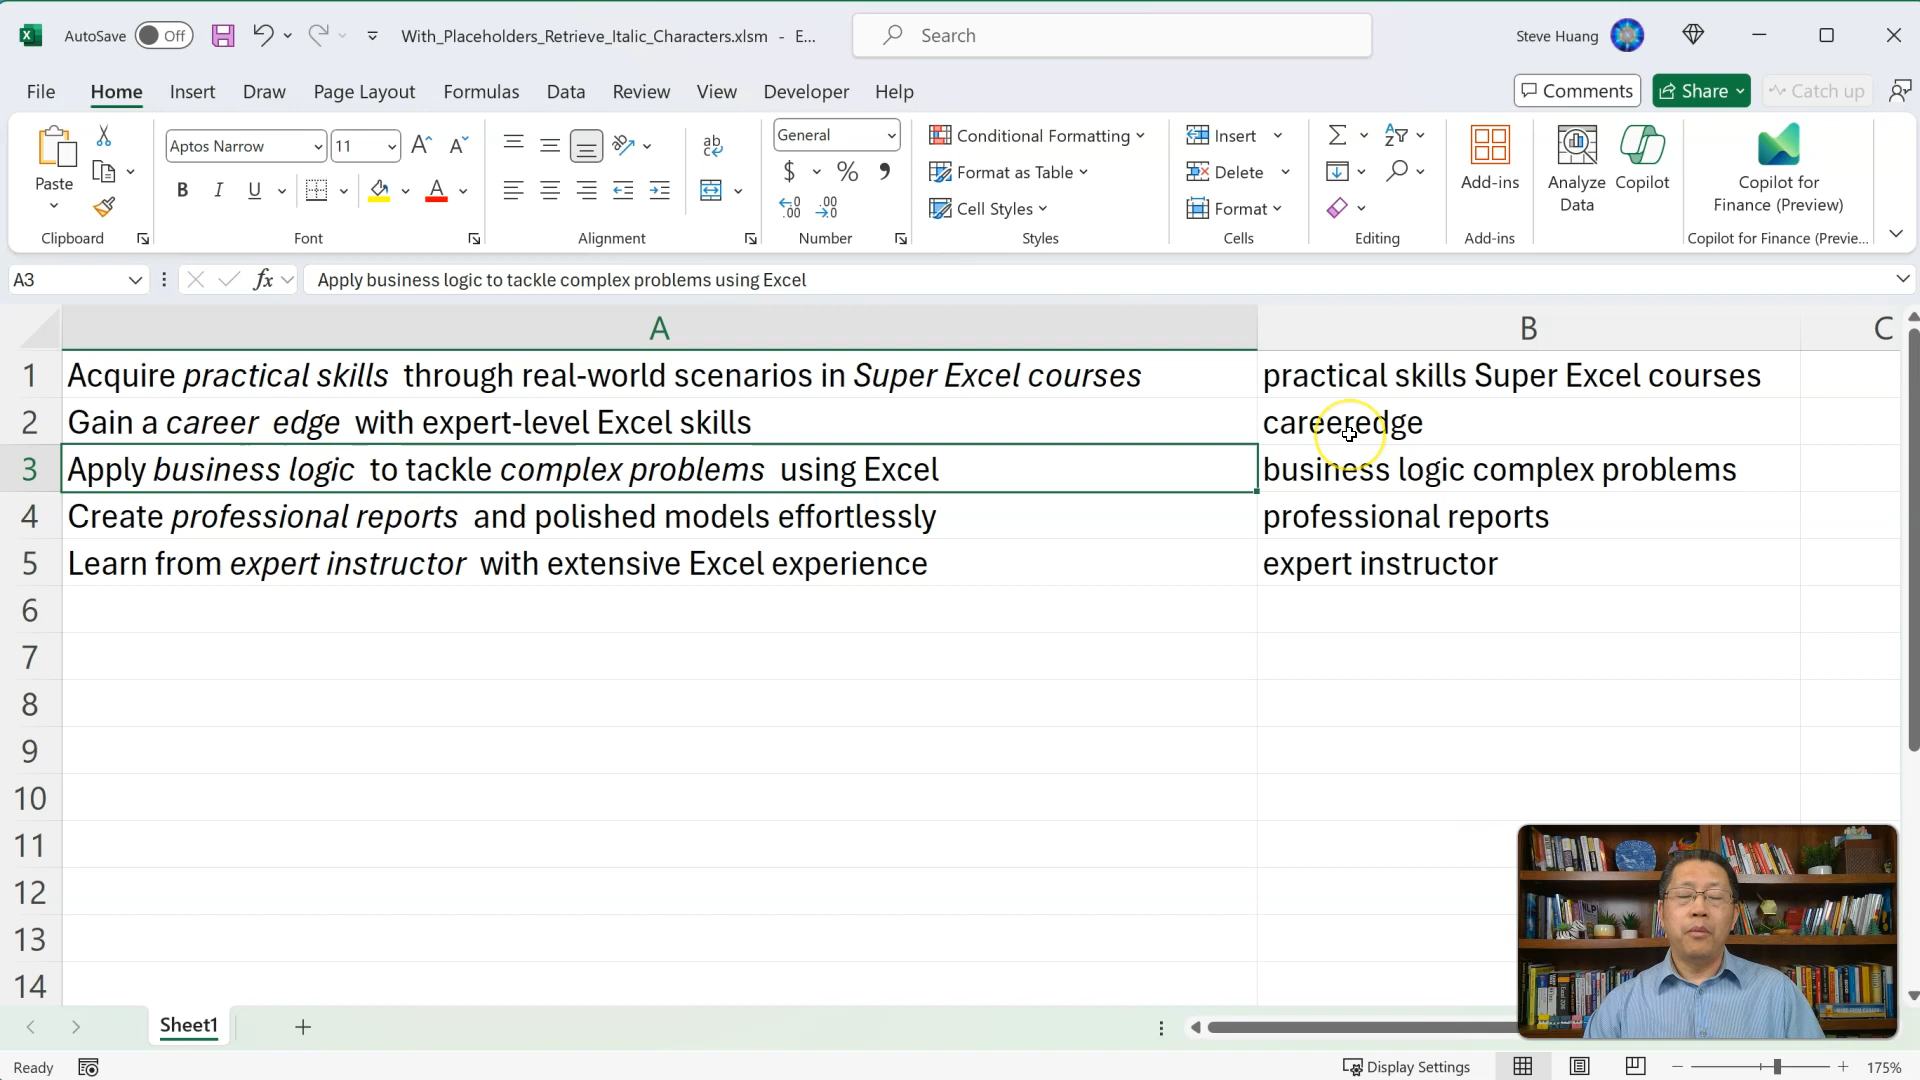 AutoSave Off With_Placeholders_Retrieve_Italic_Characters.xlsm - E... Search Steve Huang
File Home Insert Draw Page Layout Formulas Data Review View Developer Help Comments Share Catch up
Paste
Clipboard
Aptos Narrow 11
B I U A
Font
ab
Alignment
General
$ % 9
Number
Conditional Formatting
Format as Table
Cell Styles
Styles
Insert
Delete
Format
Cells
Editing
Add-ins
Add-ins
Analyze
Data
Copilot
Copilot for
Finance (Preview)
Copilot for Finance (Previe...
A3 fx Apply business logic to tackle complex problems using Excel
A B C
1 Acquire practical skills through real-world scenarios in Super Excel courses practical skills Super Excel courses
2 Gain a career edge with expert-level Excel skills careeredge
3 Apply business logic to tackle complex problems using Excel business logic complex problems
4 Create professional reports and polished models effortlessly professional reports
5 Learn from expert instructor with extensive Excel experience expert instructor
6
7
8
9
10
11
12
13
14
Sheet1
Ready Display Settings 175%